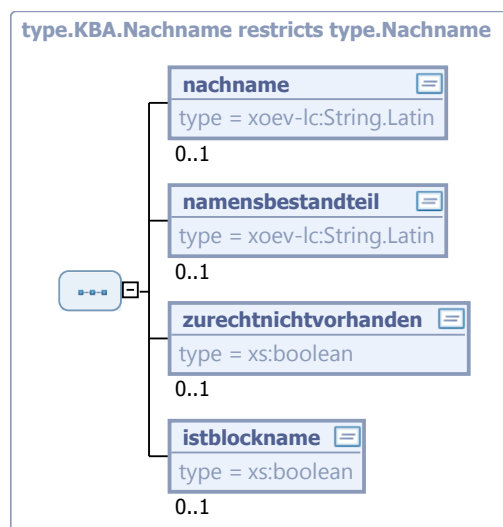 type.KBA.Nachname restricts type.Nachname
nachname
type = xoev-lc:String.Latin
0..1
namensbestandteil
type = xoev-lc:String.Latin
0..1
zurechtnichtvorhanden
type = xs:boolean
0..1
istblockname
type = xs:boolean
0..1